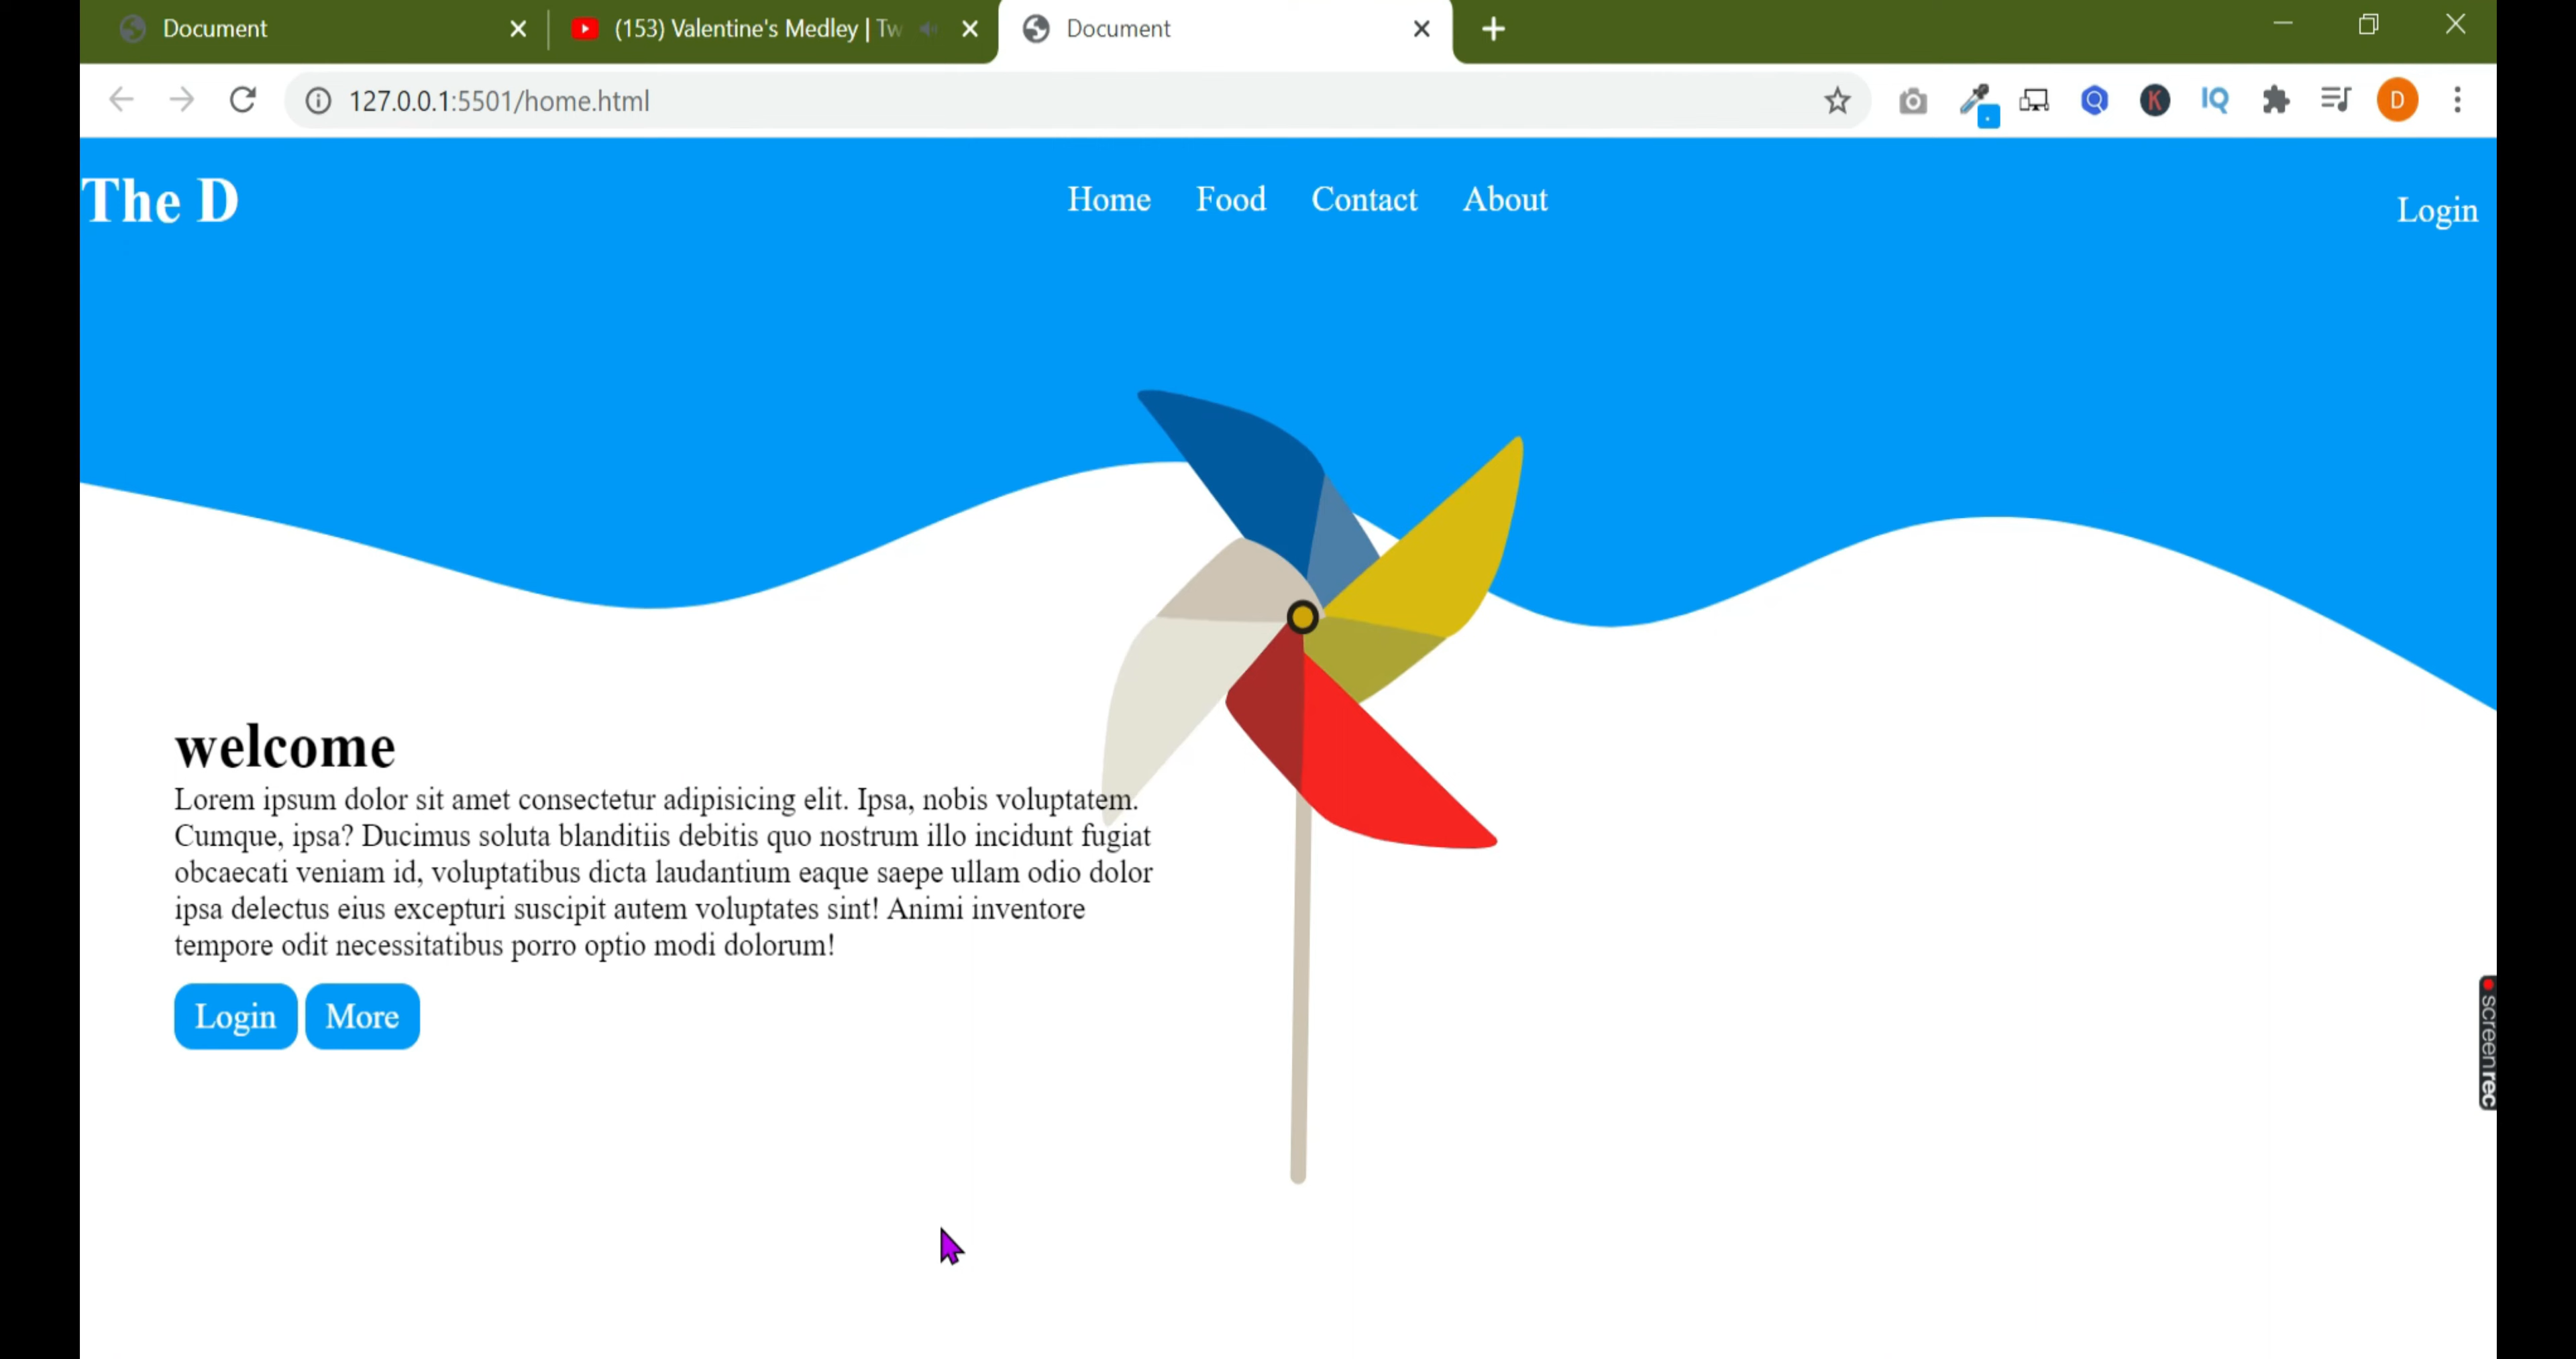 Document
(153) Valentine's Medley | Tw
Document
127.0.0.1:5501/home.html
K
IQ
D
The D
Home
Food
Contact
About
Login
welcome
Lorem ipsum dolor sit amet consectetur adipisicing elit. Ipsa, nobis voluptatem.
Cumque, ipsa? Ducimus soluta blanditiis debitis quo nostrum illo incidunt fugiat
obcaecati veniam id, voluptatibus dicta laudantium eaque saepe ullam odio dolor
ipsa delectus eius excepturi suscipit autem voluptates sint! Animi inventore
tempore odit necessitatibus porro optio modi dolorum!
Login
More
screenrec